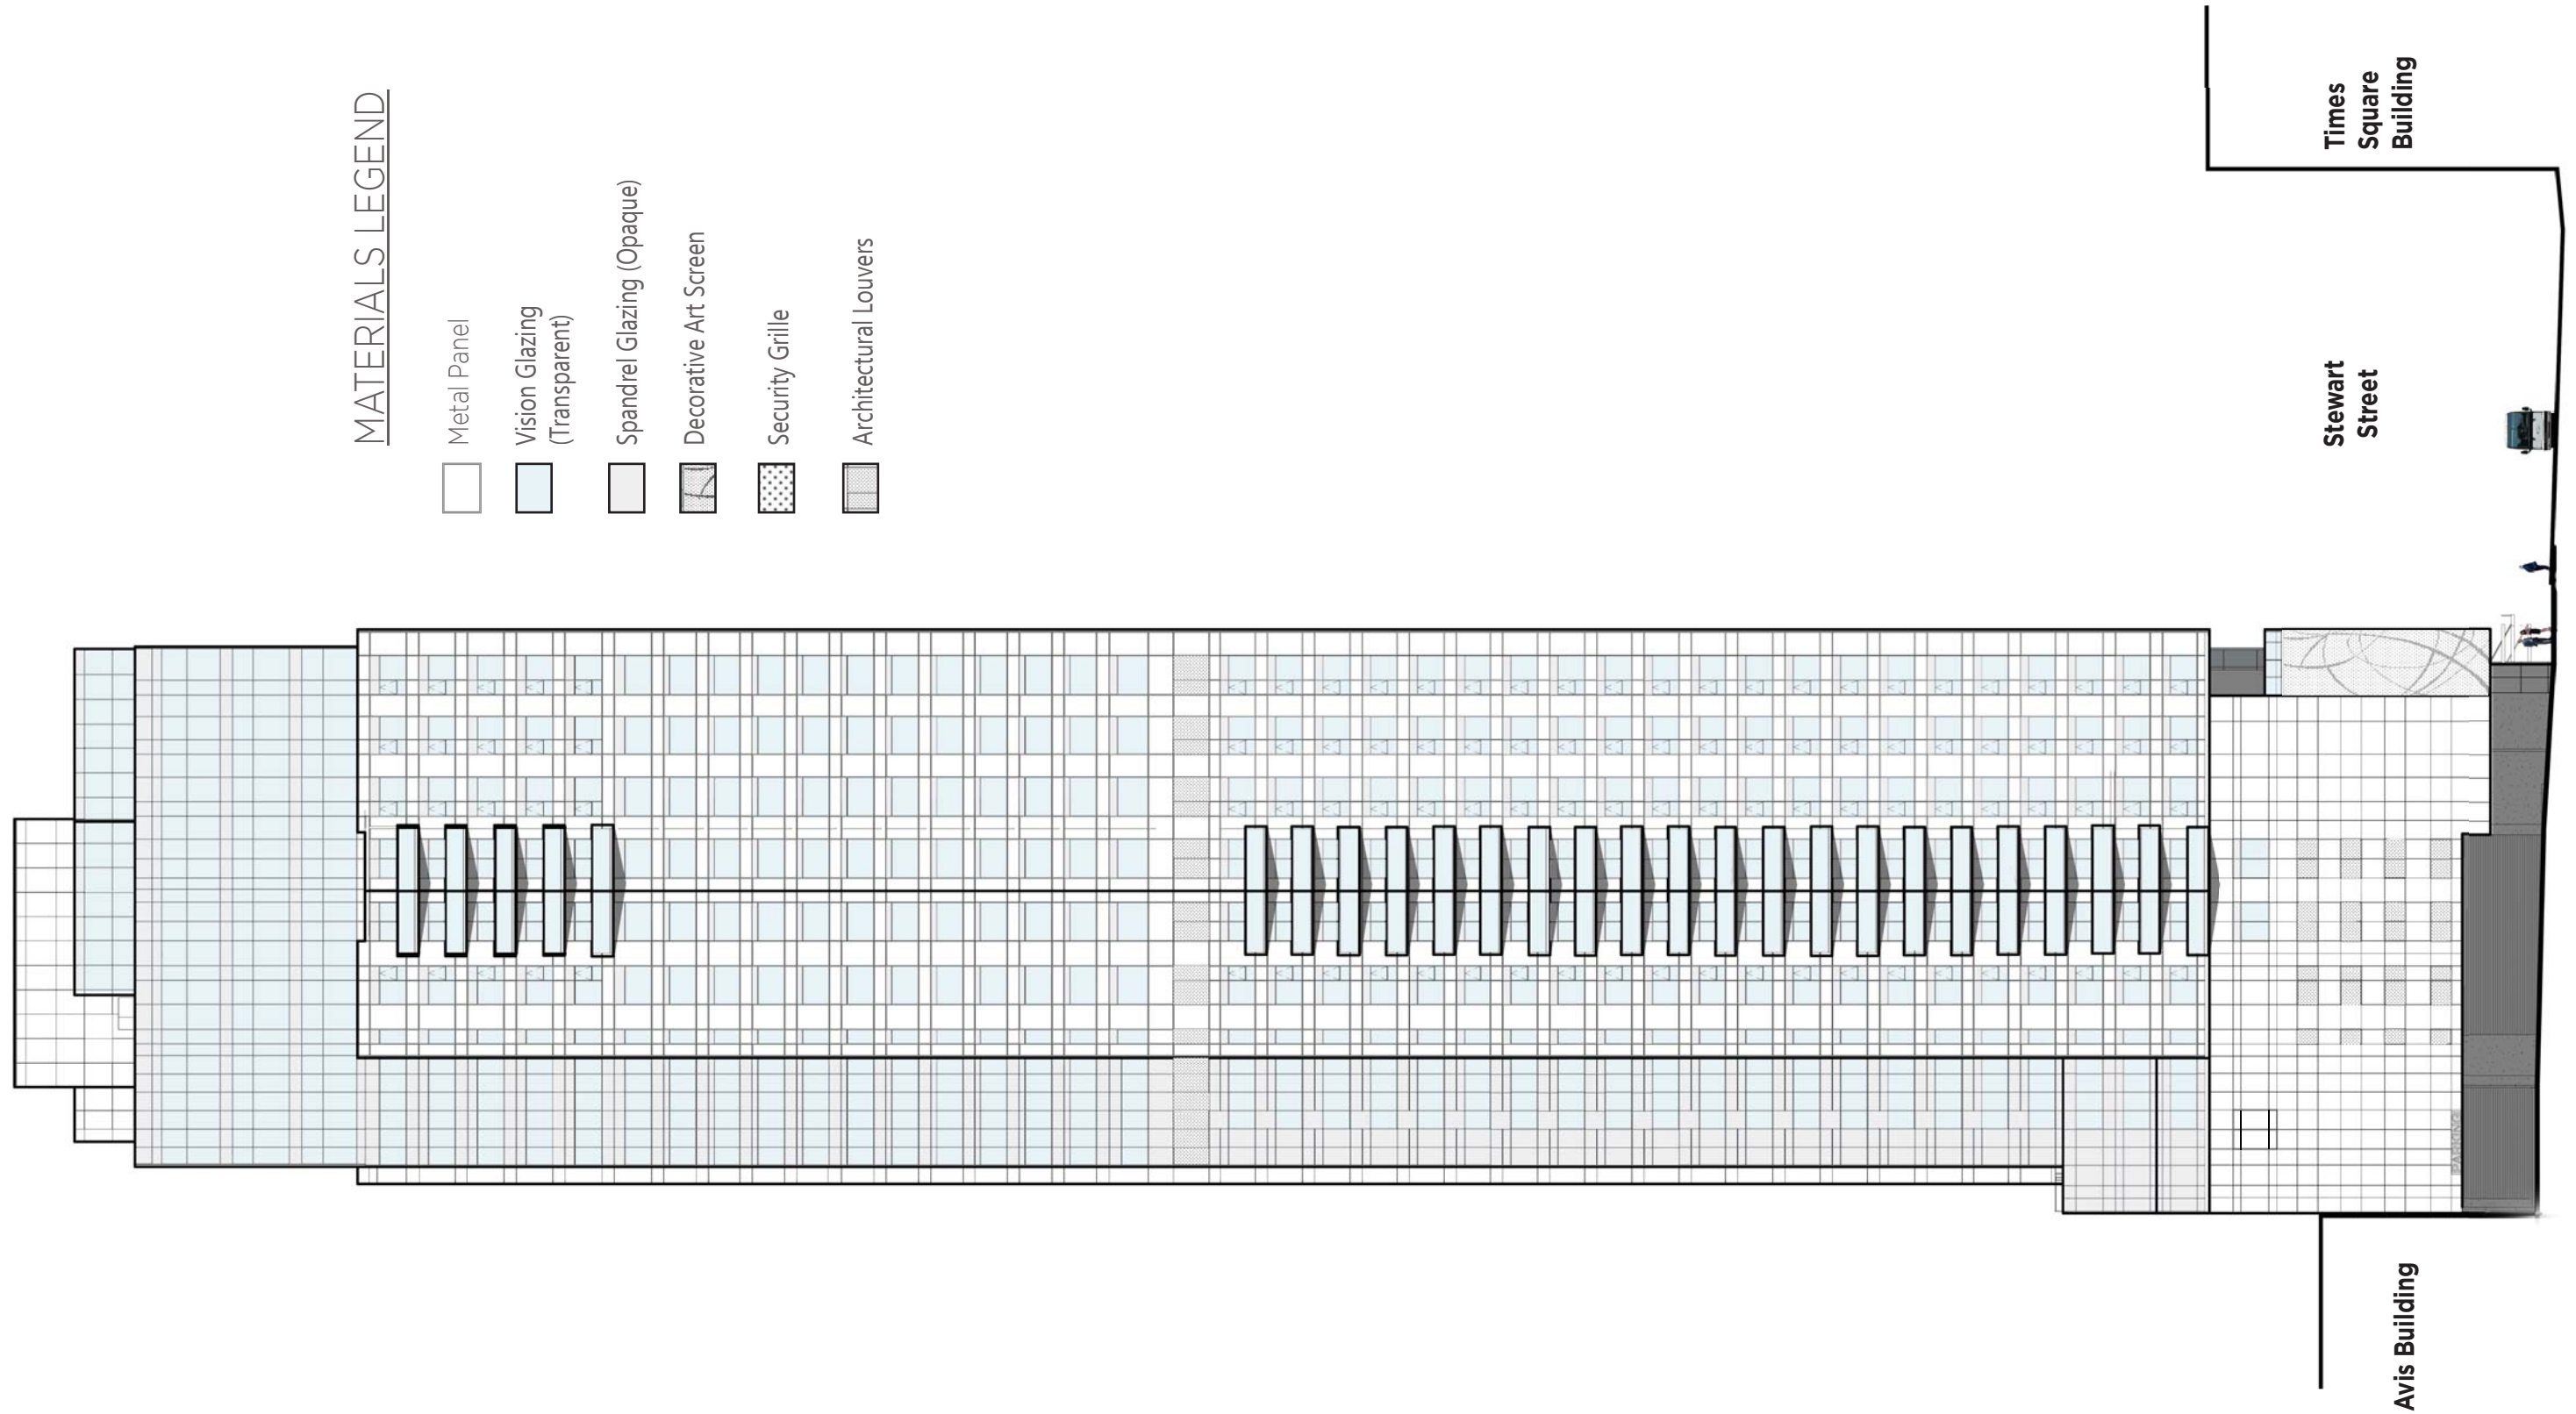 MATERIALS LEGEND
Metal Panel
Vision Glazing
(Transparent)
Spandrel Glazing (Opaque)
Decorative Art Screen
Security Grille
Architectural Louvers
PARKING
Avis Building
Stewart
Street
Times
Square
Building